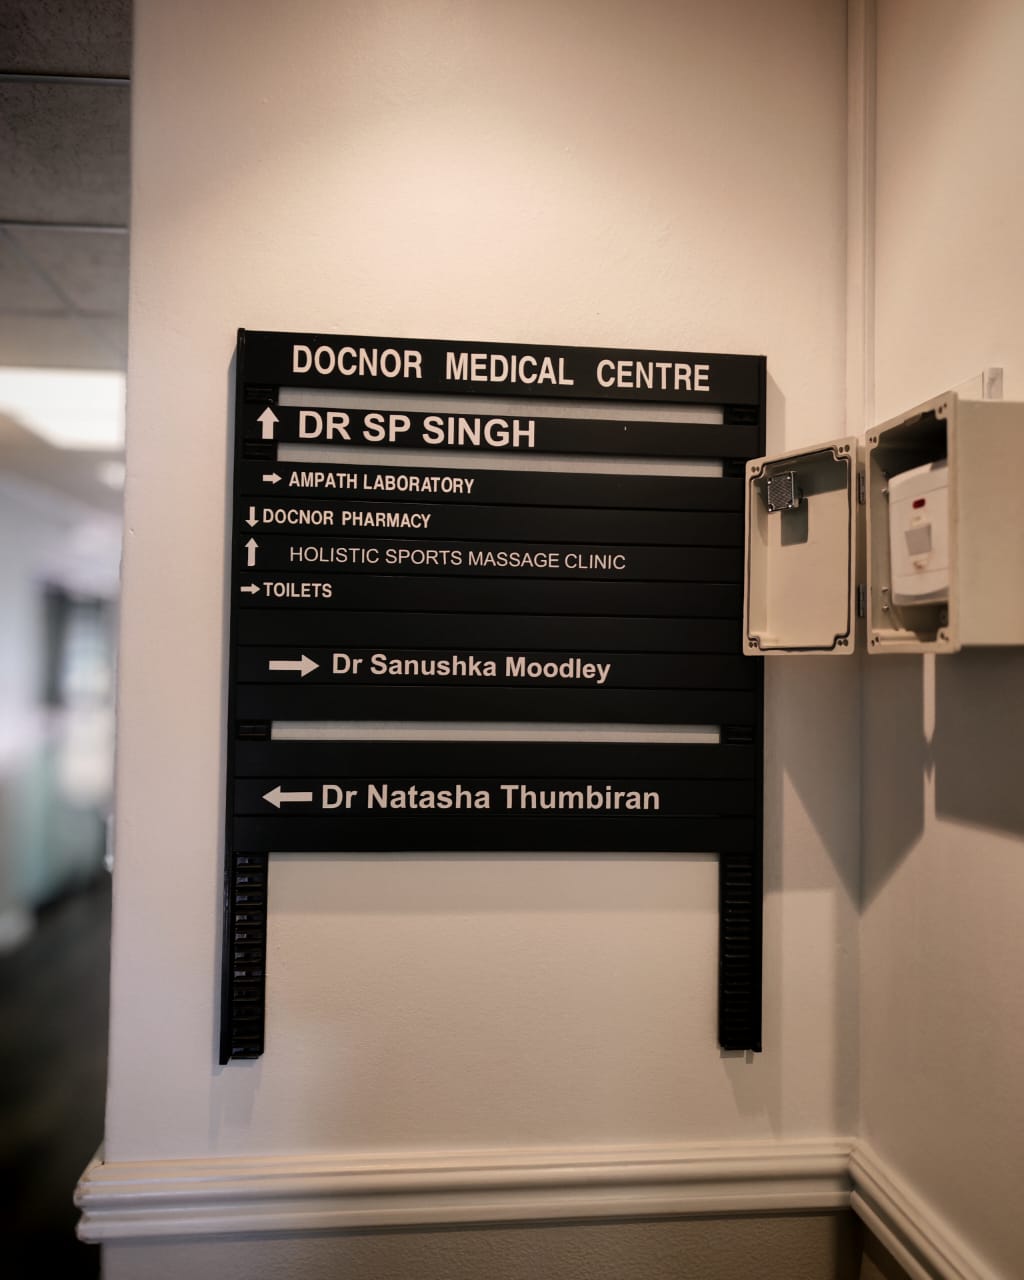 DOCNOR MEDICAL CENTRE
↑ DR SP SINGH
→ AMPATH LABORATORY
↓ DOCNOR PHARMACY
↑ HOLISTIC SPORTS MASSAGE CLINIC
→ TOILETS
→ Dr Sanushka Moodley
← Dr Natasha Thumbiran